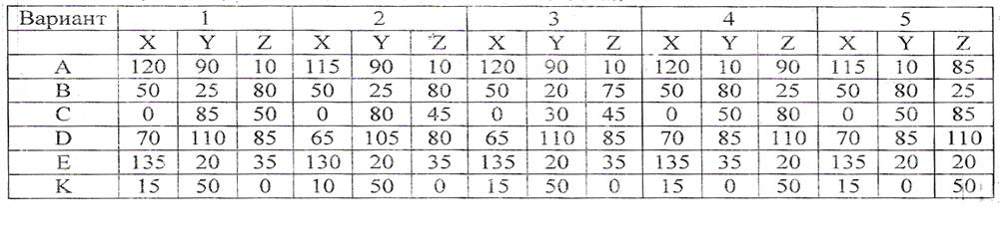 Вариант 1 2 3 4 5
X Y Z X Y Z X Y Z X Y Z X Y Z
A 120 90 10 115 90 10 120 90 10 120 10 90 115 10 85
B 50 25 80 50 25 80 50 20 75 50 80 25 50 80 25
C 0 85 50 0 80 45 0 30 45 0 50 80 0 50 85
D 70 110 85 65 105 80 65 110 85 70 85 110 70 85 110
E 135 20 35 130 20 35 135 20 35 135 35 20 135 20 20
K 15 50 0 10 50 0 15 50 0 15 0 50 15 0 50